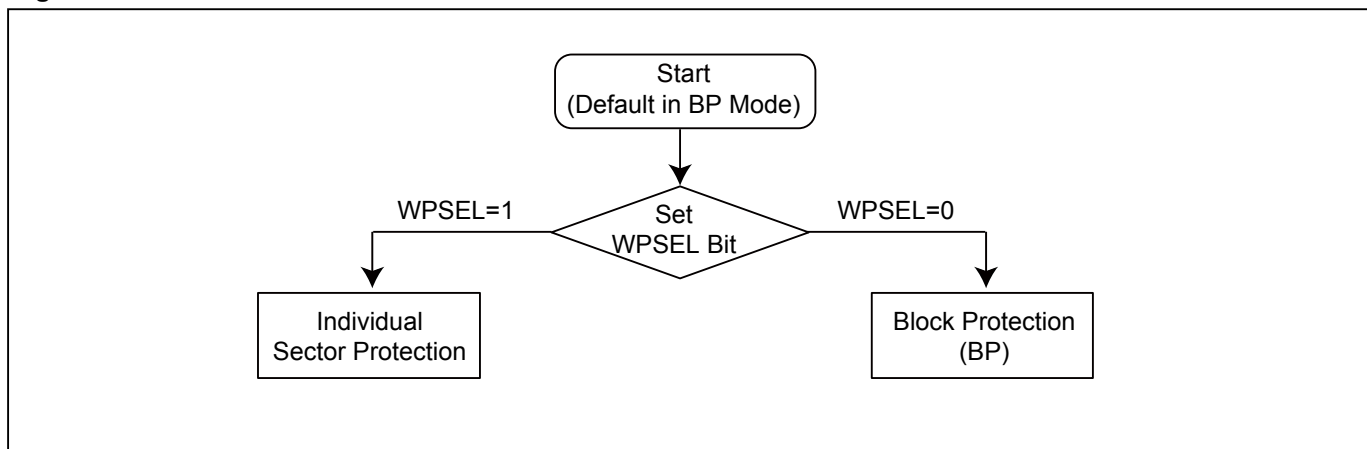 Start
(Default in BP Mode)
WPSEL=1
Set
WPSEL Bit
WPSEL=0
Individual
Sector Protection
Block Protection
(BP)